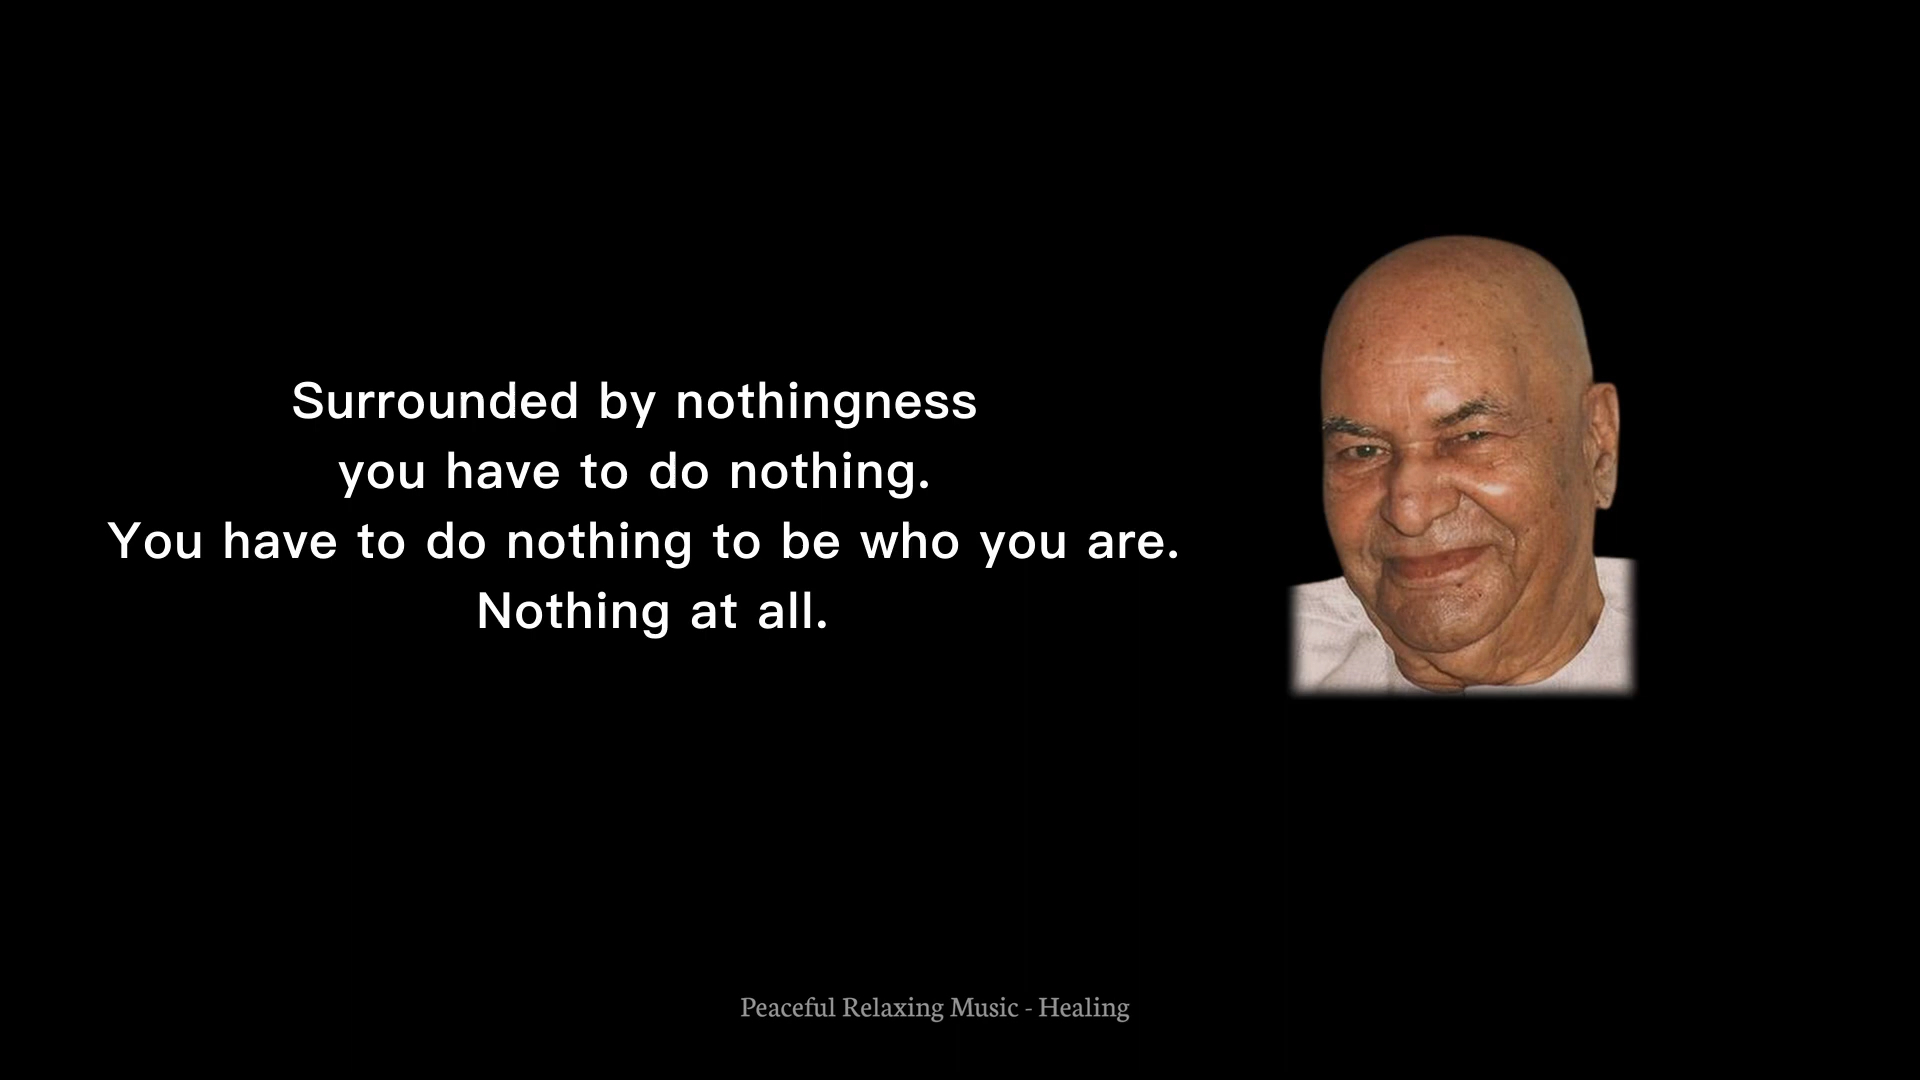 Surrounded by nothingness
you have to do nothing.
You have to do nothing to be who you are.
Nothing at all.
Peaceful Relaxing Music - Healing